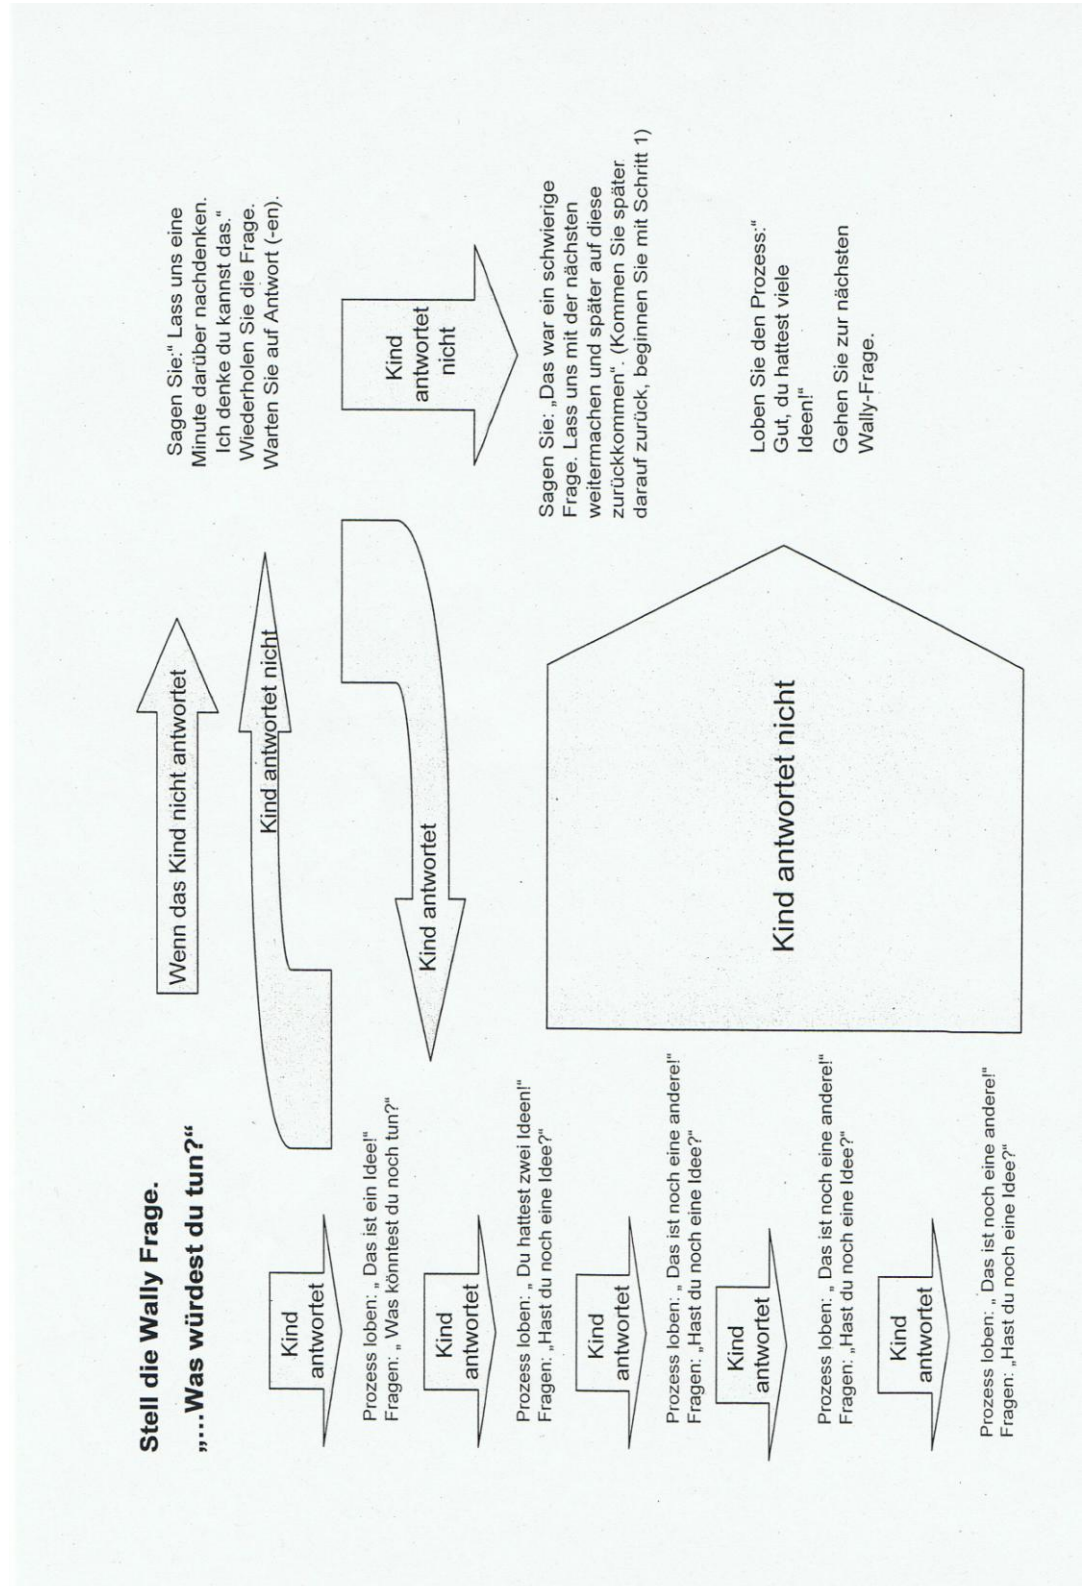 Stell die Wally Frage.
„…Was würdest du tun?“
Wenn das Kind nicht antwortet
Sagen Sie:“ Lass uns eine
Minute darüber nachdenken.
Ich denke du kannst das.“
Wiederholen Sie die Frage.
Warten Sie auf Antwort (-en).
Kind
antwortet
Kind antwortet nicht
Prozess loben: „ Das ist ein Idee!“
Fragen: „ Was könntest du noch tun?“
Kind antwortet
Kind
antwortet
nicht
Kind
antwortet
Prozess loben: „ Du hattest zwei Ideen!“
Fragen: „Hast du noch eine Idee?“
Sagen Sie: „Das war ein schwierige
Frage. Lass uns mit der nächsten
weitermachen und später auf diese
zurückkommen“. (Kommen Sie später
darauf zurück, beginnen Sie mit Schritt 1)
Kind
antwortet
Prozess loben: „ Das ist noch eine andere!“
Fragen: „Hast du noch eine Idee?“
Kind antwortet nicht
Loben Sie den Prozess:“
Gut, du hattest viele
Ideen!“
Gehen Sie zur nächsten
Wally-Frage.
Kind
antwortet
Prozess loben: „ Das ist noch eine andere!“
Fragen: „Hast du noch eine Idee?“
Kind
antwortet
Prozess loben: „ Das ist noch eine andere!“
Fragen: „Hast du noch eine Idee?“